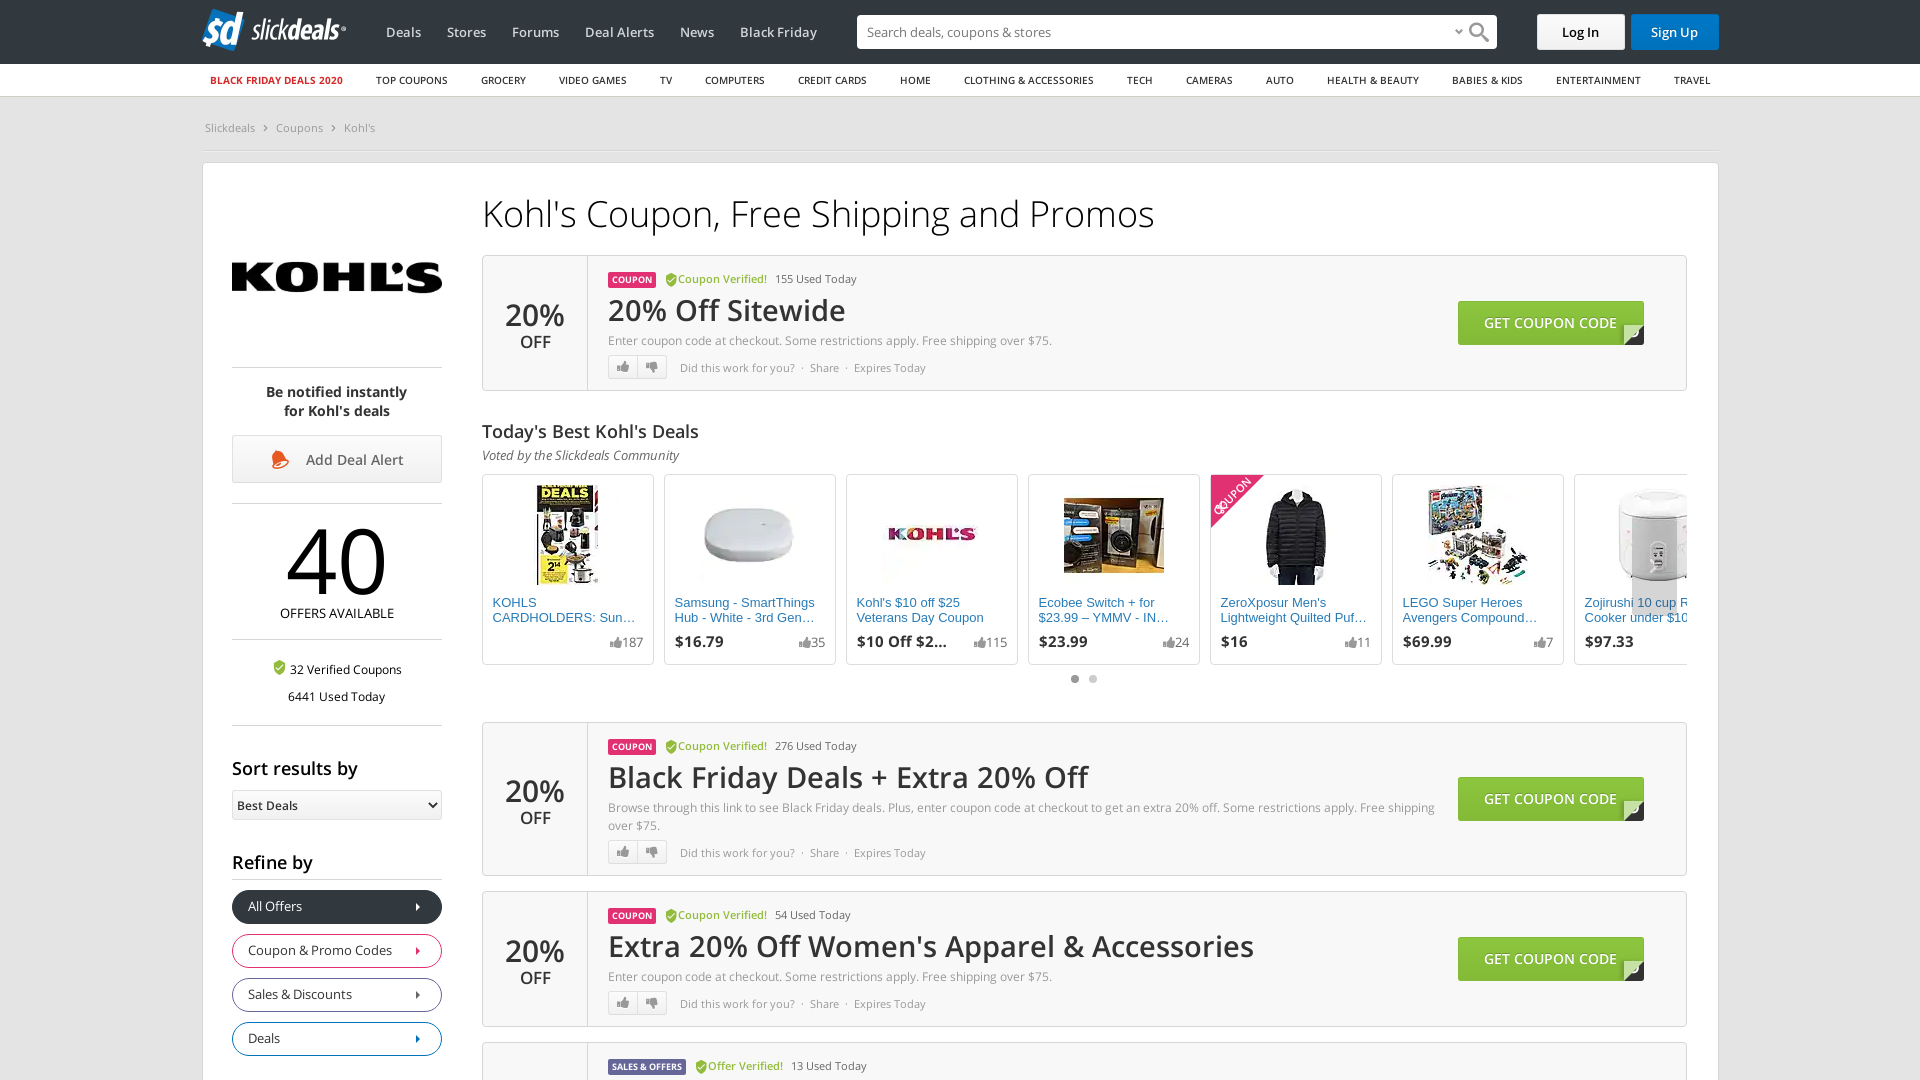 slickdeals
Deals
Stores
Forums
Deal Alerts
News
Black Friday
Search deals, coupons & stores
Log In
Sign Up
BLACK FRIDAY DEALS 2020
TOP COUPONS
GROCERY
VIDEO GAMES
TV
COMPUTERS
CREDIT CARDS
HOME
CLOTHING & ACCESSORIES
TECH
CAMERAS
AUTO
HEALTH & BEAUTY
BABIES & KIDS
ENTERTAINMENT
TRAVEL
Slickdeals > Coupons > Kohl's
KOHL'S
Be notified instantly
for Kohl's deals
Add Deal Alert
40
OFFERS AVAILABLE
32 Verified Coupons
6441 Used Today
Sort results by
Best Deals
Refine by
All Offers
Coupon & Promo Codes
Sales & Discounts
Deals
Kohl's Coupon, Free Shipping and Promos
20%
OFF
COUPON Coupon Verified! 155 Used Today
20% Off Sitewide
Enter coupon code at checkout. Some restrictions apply. Free shipping over $75.
Did this work for you? · Share · Expires Today
GET COUPON CODE
Today's Best Kohl's Deals
Voted by the Slickdeals Community
DEALS
KOHLS
CARDHOLDERS: Sun…
187
Samsung - SmartThings
Hub - White - 3rd Gen…
$16.79
35
KOHL'S
Kohl's $10 off $25
Veterans Day Coupon
$10 Off $2...
115
Ecobee Switch + for
$23.99 – YMMV - IN…
$23.99
24
COUPON
ZeroXposur Men's
Lightweight Quilted Puf…
$16
11
LEGO Super Heroes
Avengers Compound…
$69.99
7
Zojirushi 10 cup R
Cooker under $10
$97.33
20%
OFF
COUPON Coupon Verified! 276 Used Today
Black Friday Deals + Extra 20% Off
Browse through this link to see Black Friday deals. Plus, enter coupon code at checkout to get an extra 20% off. Some restrictions apply. Free shipping
over $75.
Did this work for you? · Share · Expires Today
GET COUPON CODE
20%
OFF
COUPON Coupon Verified! 54 Used Today
Extra 20% Off Women's Apparel & Accessories
Enter coupon code at checkout. Some restrictions apply. Free shipping over $75.
Did this work for you? · Share · Expires Today
GET COUPON CODE
SALES & OFFERS Offer Verified! 13 Used Today